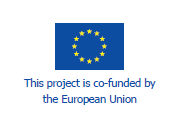 This project is co-funded by
the European Union